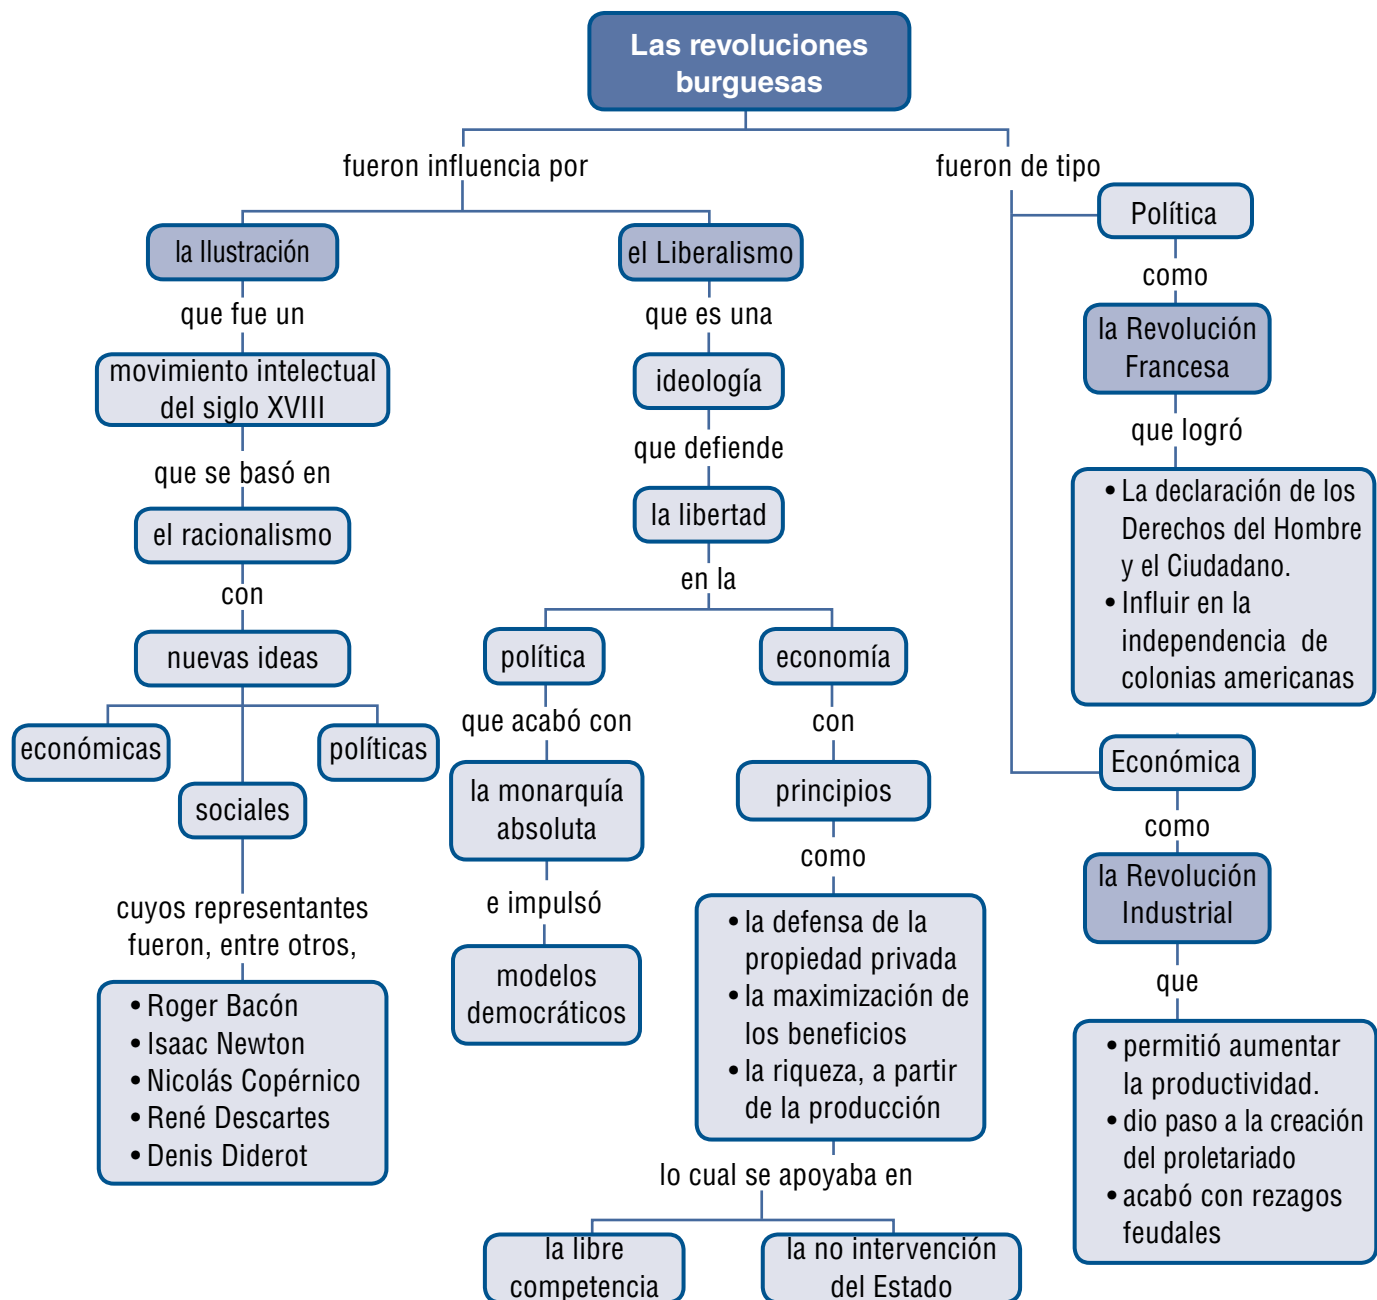 Las revoluciones
burguesas
fueron influencia por
la Ilustración
que fue un
movimiento intelectual
del siglo XVIII
que se basó en
el racionalismo
con
nuevas ideas
económicas
políticas
sociales
cuyos representantes
fueron, entre otros,
• Roger Bacón
• Isaac Newton
• Nicolás Copérnico
• René Descartes
• Denis Diderot
el Liberalismo
que es una
ideología
que defiende
la libertad
en la
política
que acabó con
la monarquía
absoluta
e impulsó
modelos
democráticos
economía
con
principios
como
• la defensa de la
propiedad privada
• la maximización de
los beneficios
• la riqueza, a partir
de la producción
lo cual se apoyaba en
la libre
competencia
la no intervención
del Estado
fueron de tipo
Política
como
la Revolución
Francesa
que logró
• La declaración de los
Derechos del Hombre
y el Ciudadano.
• Influir en la
independencia de
colonias americanas
Económica
como
la Revolución
Industrial
que
• permitió aumentar
la productividad.
• dio paso a la creación
del proletariado
• acabó con rezagos
feudales